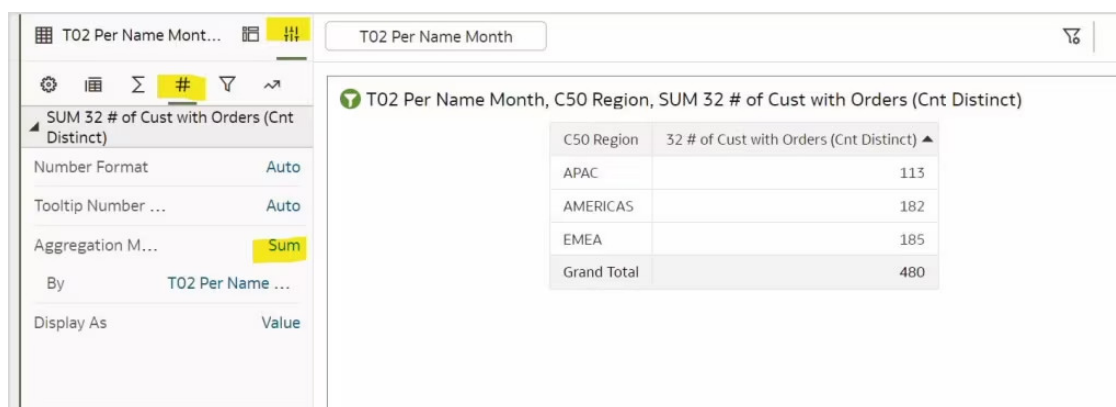 T02 Per Name Mont...
T02 Per Name Month
Σ #
SUM 32 # of Cust with Orders (Cnt
Distinct)
Number Format Auto
Tooltip Number ... Auto
Aggregation M... Sum
By T02 Per Name ...
Display As Value
T02 Per Name Month, C50 Region, SUM 32 # of Cust with Orders (Cnt Distinct)
C50 Region 32 # of Cust with Orders (Cnt Distinct) ▲
APAC 113
AMERICAS 182
EMEA 185
Grand Total 480